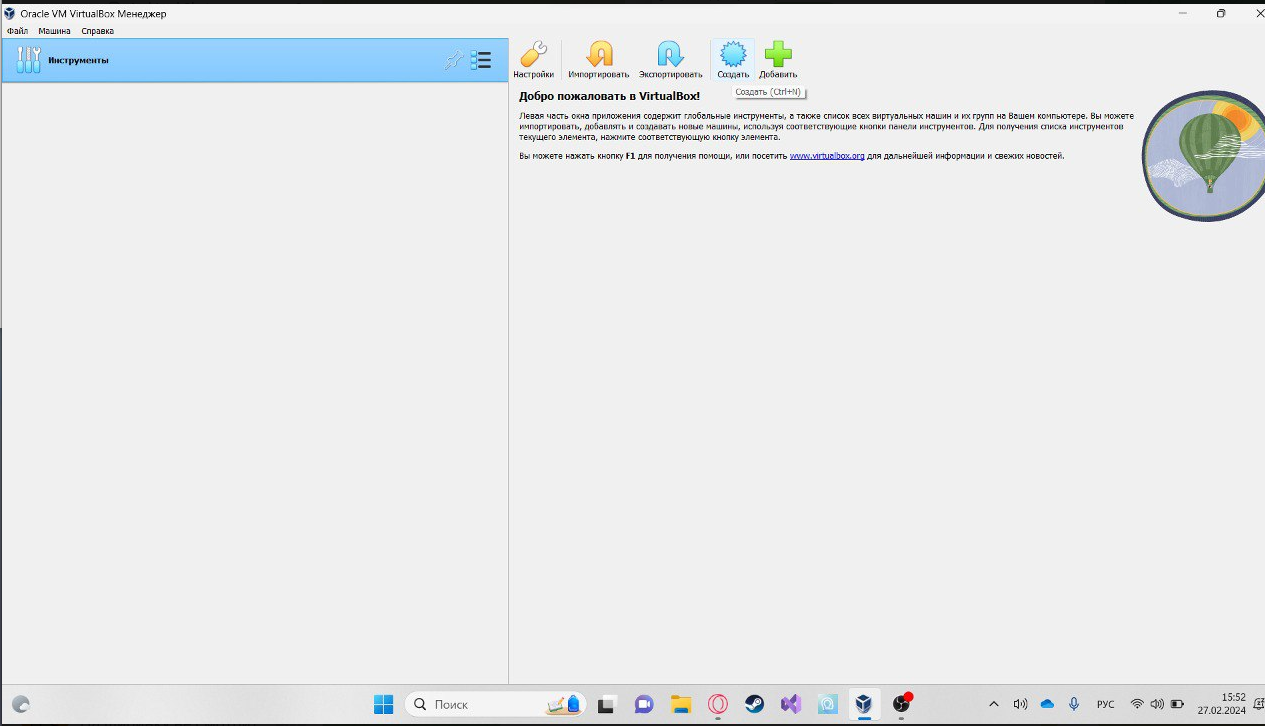 Oracle VM VirtualBox Менеджер
Файл Машина Справка
Инструменты
Настройки Импортировать Экспортировать Создать Добавить
Создать (Ctrl+N)
Добро пожаловать в VirtualBox!
Левая часть окна приложения содержит глобальные инструменты, а также список всех виртуальных машин и их групп на Вашем компьютере. Вы можете
импортировать, добавлять и создавать новые машины, используя соответствующие кнопки панели инструментов. Для получения списка инструментов
текущего элемента, нажмите соответствующую кнопку элемента.
Вы можете нажать кнопку F1 для получения помощи, или посетить www.virtualbox.org для дальнейшей информации и свежих новостей.
Поиск
РУС
15:52
27.02.2024